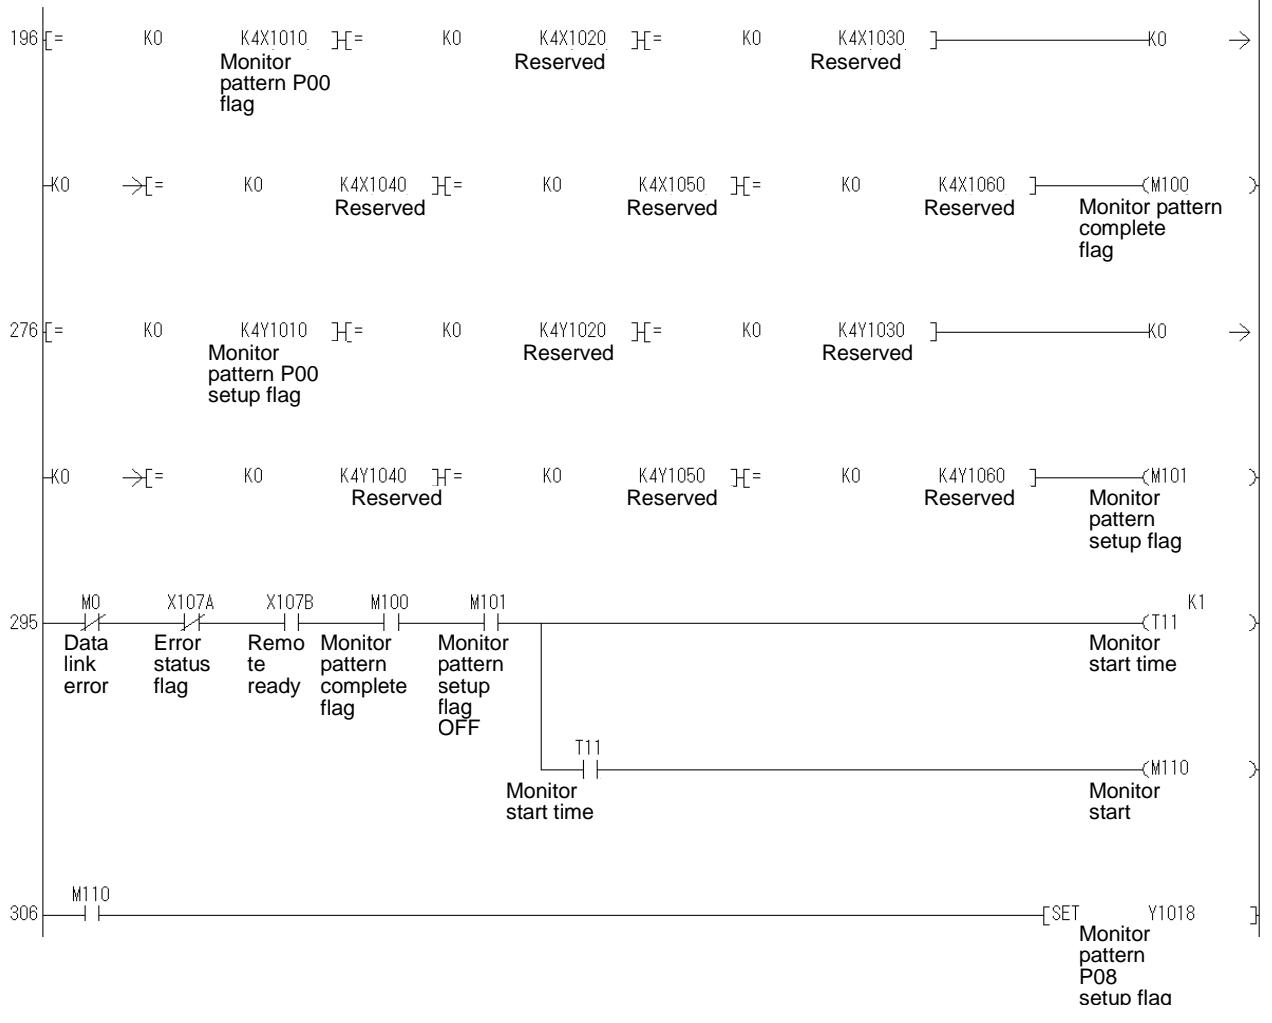 196 [= K0 K4X1010 ][= K0 K4X1020 ][= K0 K4X1030 ] K0
Monitor pattern P00 flag
Reserved
Reserved
K0 [= K0 K4X1040 ][= K0 K4X1050 ][= K0 K4X1060 ] (M100 )
Reserved
Reserved
Reserved
Monitor pattern
complete
flag
276 [= K0 K4Y1010 ][= K0 K4Y1020 ][= K0 K4Y1030 ] K0
Monitor
pattern P00
setup flag
Reserved
Reserved
K0 [= K0 K4Y1040 ][= K0 K4Y1050 ][= K0 K4Y1060 ] (M101 )
Reserved
Reserved
Reserved
Monitor
pattern
setup flag
M0 X107A X107B M100 M101 K1
295 (T11 )
Data
link
error
Error
status
flag
Remo
te
ready
Monitor
pattern
complete
flag
Monitor
pattern
setup
flag
OFF
Monitor
start time
T11
(M110 )
Monitor
start time
Monitor
start
M110
306 [SET Y1018 ]
Monitor
pattern
P08
setup flag